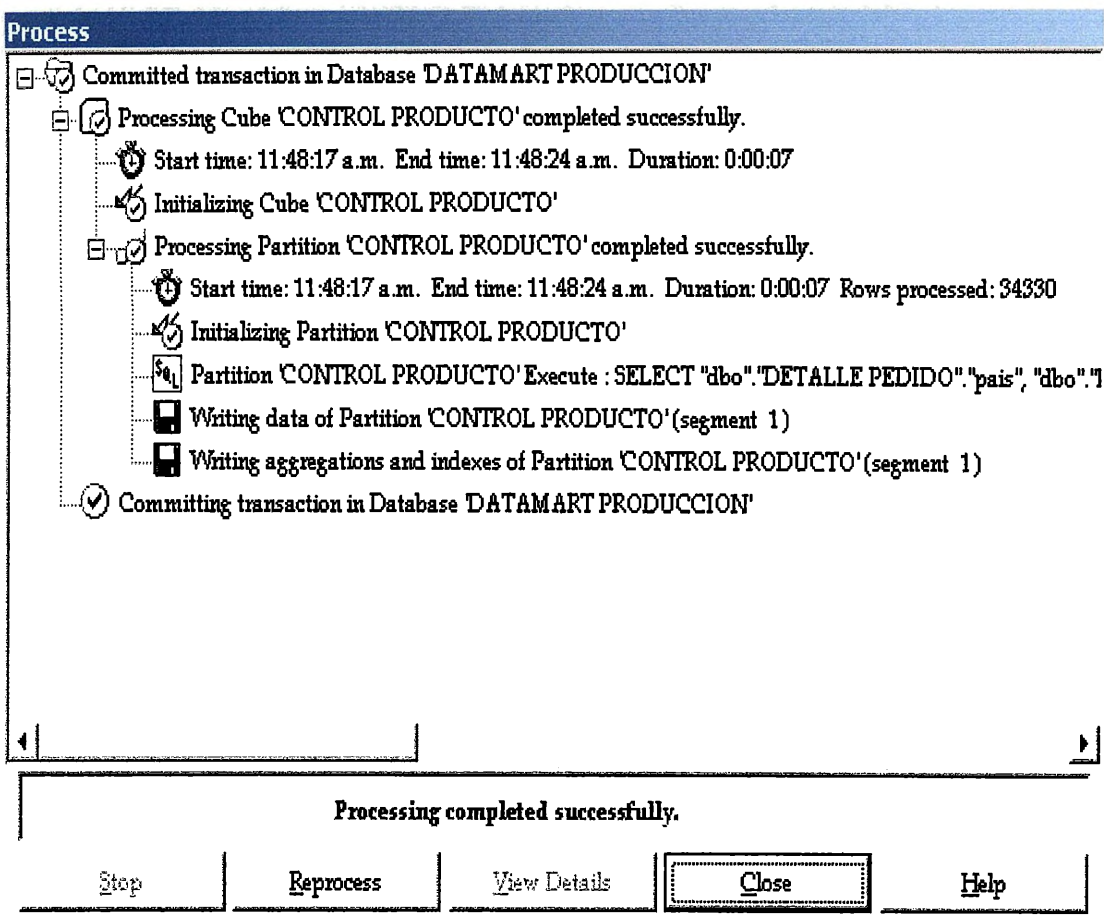 Process
Committed transaction in Database 'DATAMART PRODUCCION'
Processing Cube 'CONTROL PRODUCTO' completed successfully.
Start time: 11:48:17 a.m. End time: 11:48:24 a.m. Duration: 0:00:07
Initializing Cube 'CONTROL PRODUCTO'
Processing Partition 'CONTROL PRODUCTO' completed successfully.
Start time: 11:48:17 a.m. End time: 11:48:24 a.m. Duration: 0:00:07 Rows processed: 34330
Initializing Partition 'CONTROL PRODUCTO'
SQL Partition 'CONTROL PRODUCTO' Execute : SELECT "dbo"."DETALLE PEDIDO"."pais", "dbo"."
Writing data of Partition 'CONTROL PRODUCTO' (segment 1)
Writing aggregations and indexes of Partition 'CONTROL PRODUCTO' (segment 1)
Committing transaction in Database 'DATAMART PRODUCCION'
Processing completed successfully.
Stop Reprocess View Details Close Help